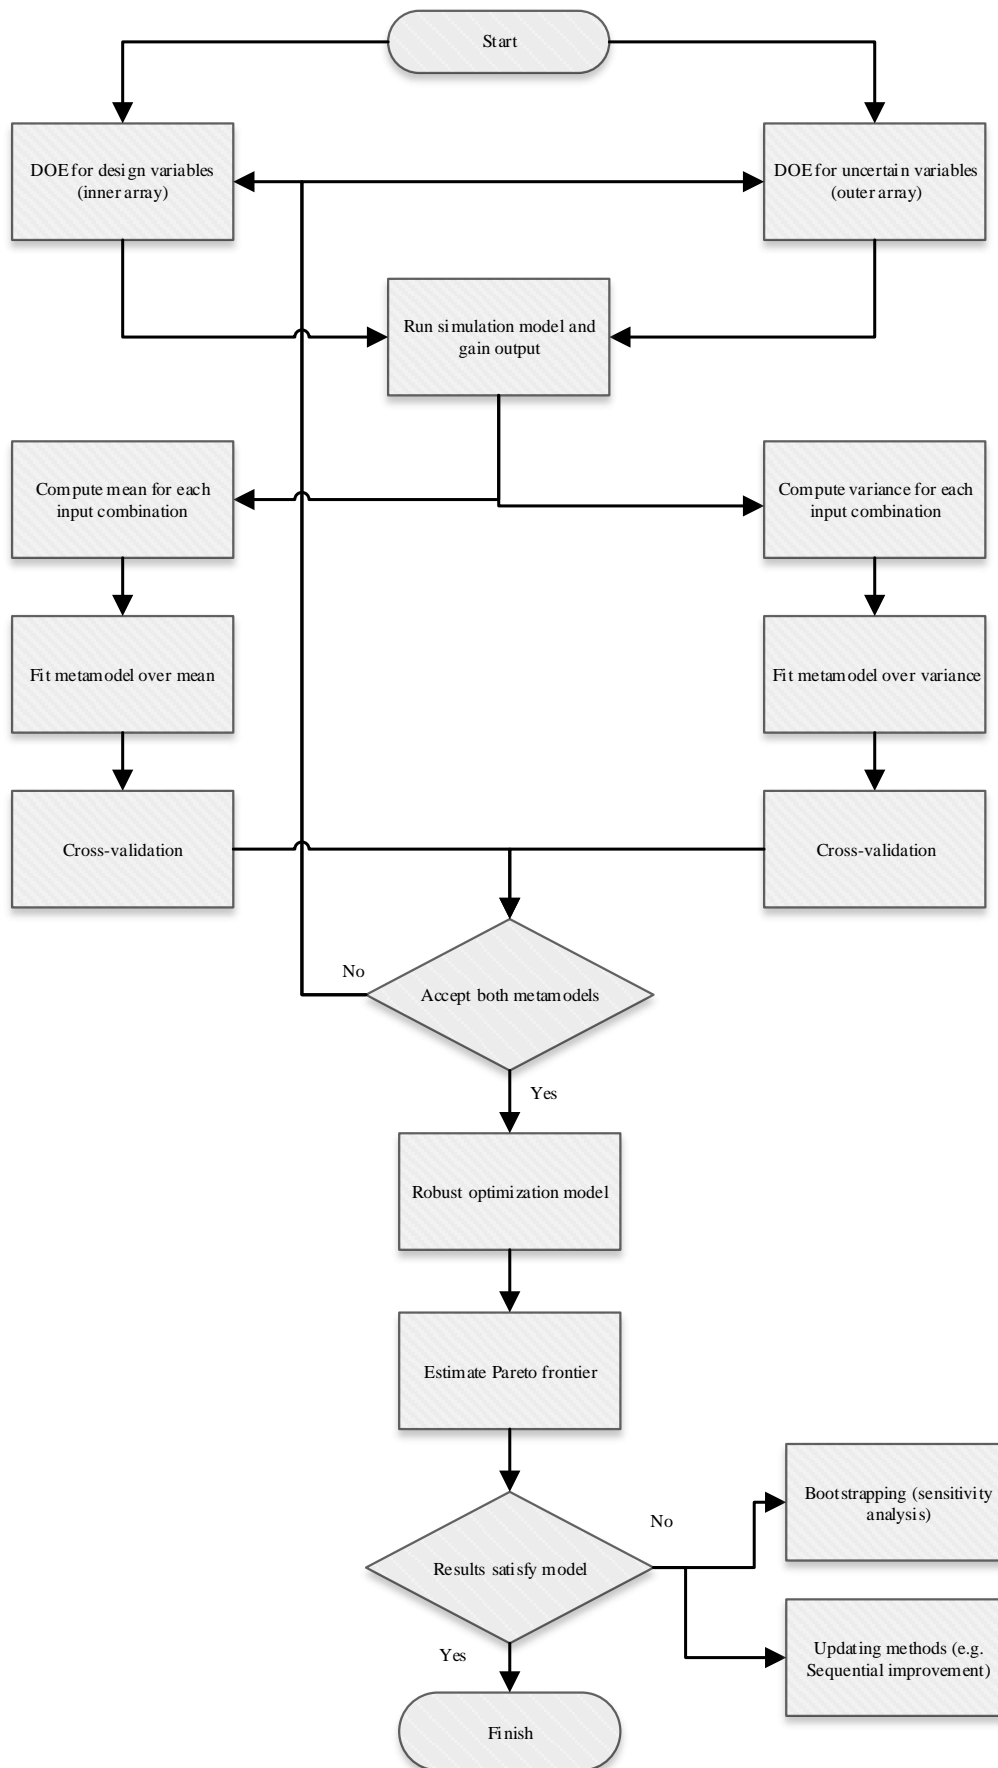 Start
DOE for design variables
(inner array)
DOE for uncertain variables
(outer array)
Run simulation model and
gain output
Compute mean for each
input combination
Compute variance for each
input combination
Fit metamodel over mean
Fit metamodel over variance
Cross-validation
Cross-validation
No
Accept both metamodels
Yes
Robust optimization model
Estimate Pareto frontier
Bootstrapping (sensitivity
analysis)
No
Results satisfy model
Updating methods (e.g.
Sequential improvement)
Yes
Finish